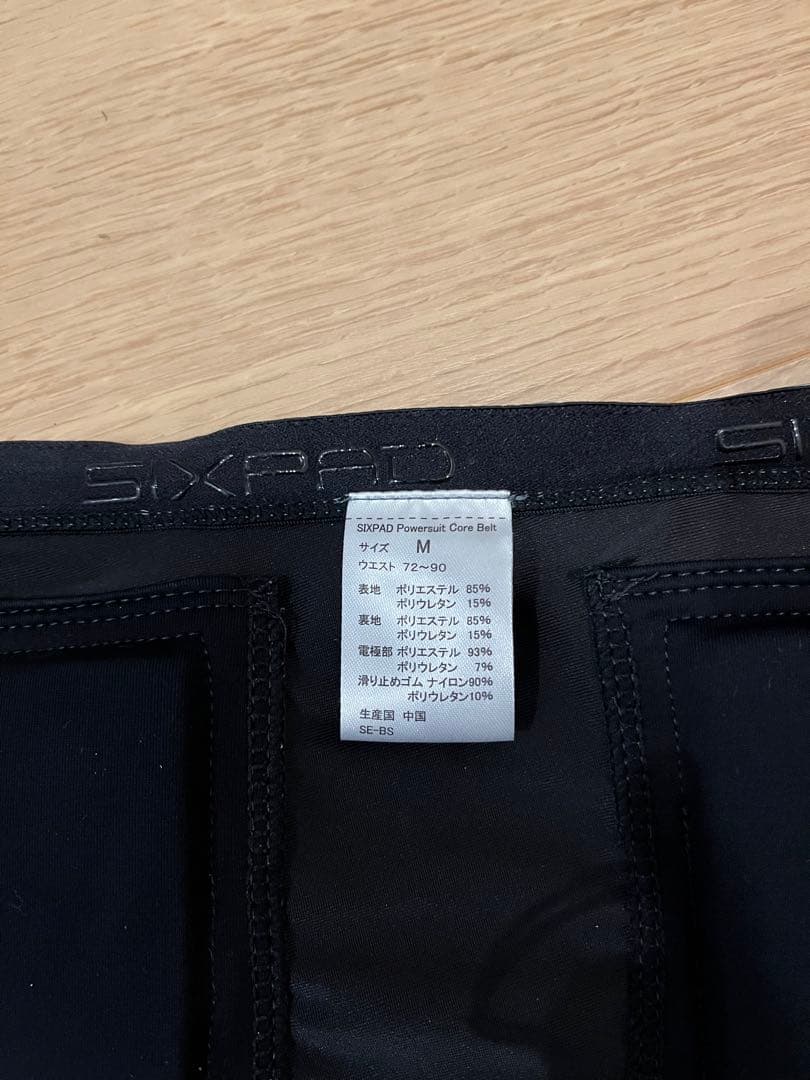 SIXPAD
SI
SIXPAD Powersuit Core Belt
サイズ M
ウエスト 72～90
表地 ポリエステル 85%
ポリウレタン 15%
裏地 ポリエステル 85%
ポリウレタン 15%
電極部 ポリエステル 93%
ポリウレタン 7%
滑り止めゴム ナイロン90%
ポリウレタン10%
生産国 中国
SE-BS